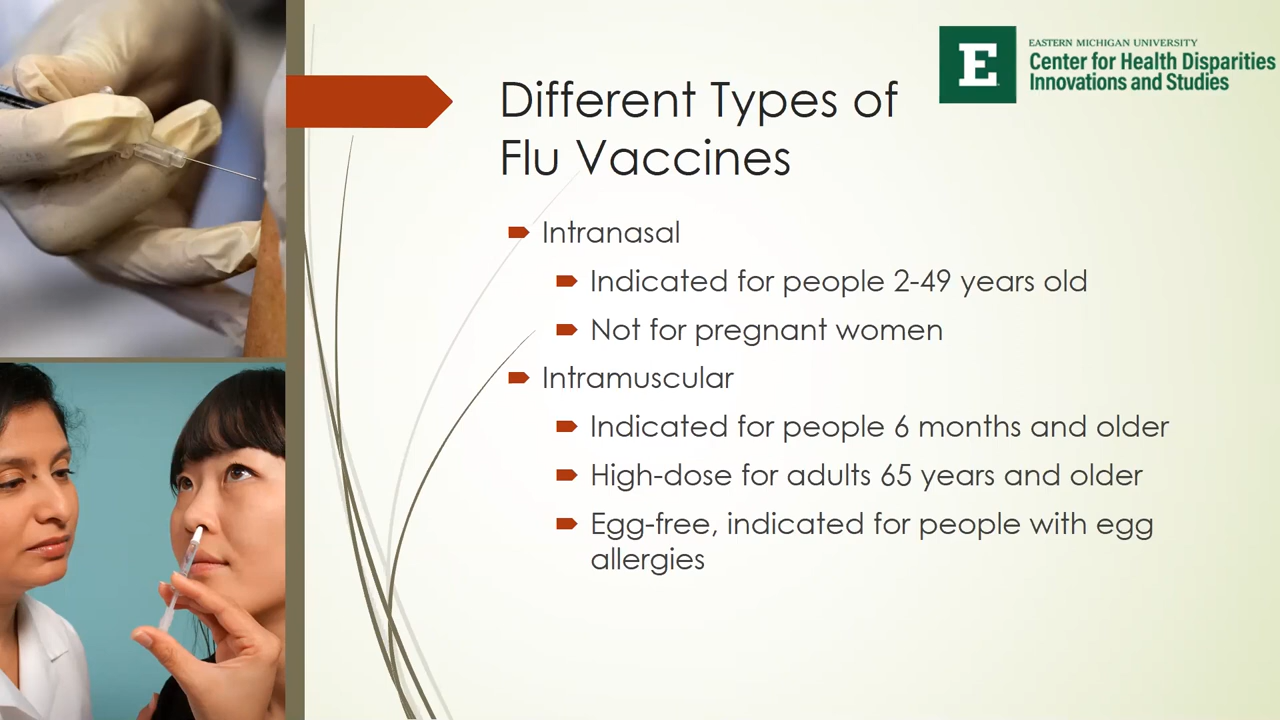 E
EASTERN MICHIGAN UNIVERSITY
Center for Health Disparities
Innovations and Studies
Different Types of
Flu Vaccines
Intranasal
Indicated for people 2-49 years old
Not for pregnant women
Intramuscular
Indicated for people 6 months and older
High-dose for adults 65 years and older
Egg-free, indicated for people with egg
allergies